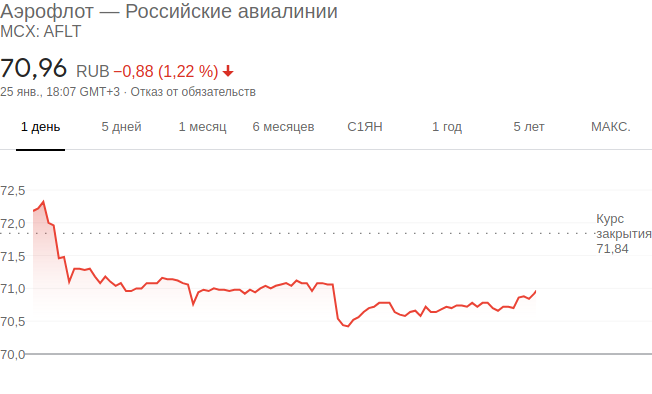 Аэрофлот — Российские авиалинии
MCX: AFLT
70,96 RUB −0,88 (1,22 %)
25 янв., 18:07 GMT+3 · Отказ от обязательств
1 день 5 дней 1 месяц 6 месяцев С1ЯН 1 год 5 лет МАКС.
72,5
72,0
71,5
71,0
70,5
70,0
Курс
закрытия
71,84